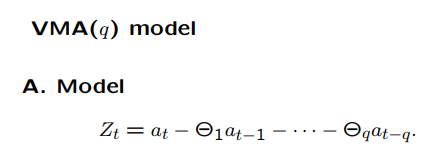 VMA(q) model
A. Model
Z_t = a_t − Θ_1 a_{t−1} − ··· − Θ_q a_{t−q}.